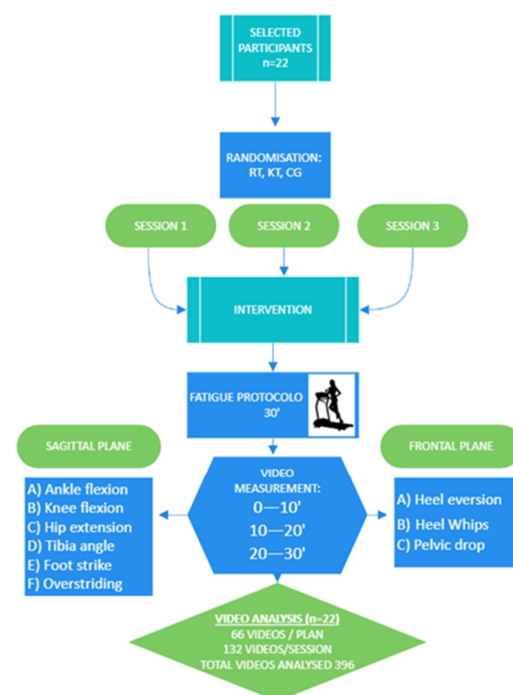 SELECTED
PARTICIPANTS
n=22
RANDOMISATION:
RT, KT, CG
SESSION 1
SESSION 2
SESSION 3
INTERVENTION
FATIGUE PROTOCOLO
30'
SAGITTAL PLANE
A) Ankle flexion
B) Knee flexion
C) Hip extension
D) Tibia angle
E) Foot strike
F) Overstriding
VIDEO
MEASUREMENT:
0—10'
10—20'
20—30'
FRONTAL PLANE
A) Heel eversion
B) Heel Whips
C) Pelvic drop
VIDEO ANALYSIS (n=22)
66 VIDEOS / PLAN
132 VIDEOS/SESSION
TOTAL VIDEOS ANALYSED 396